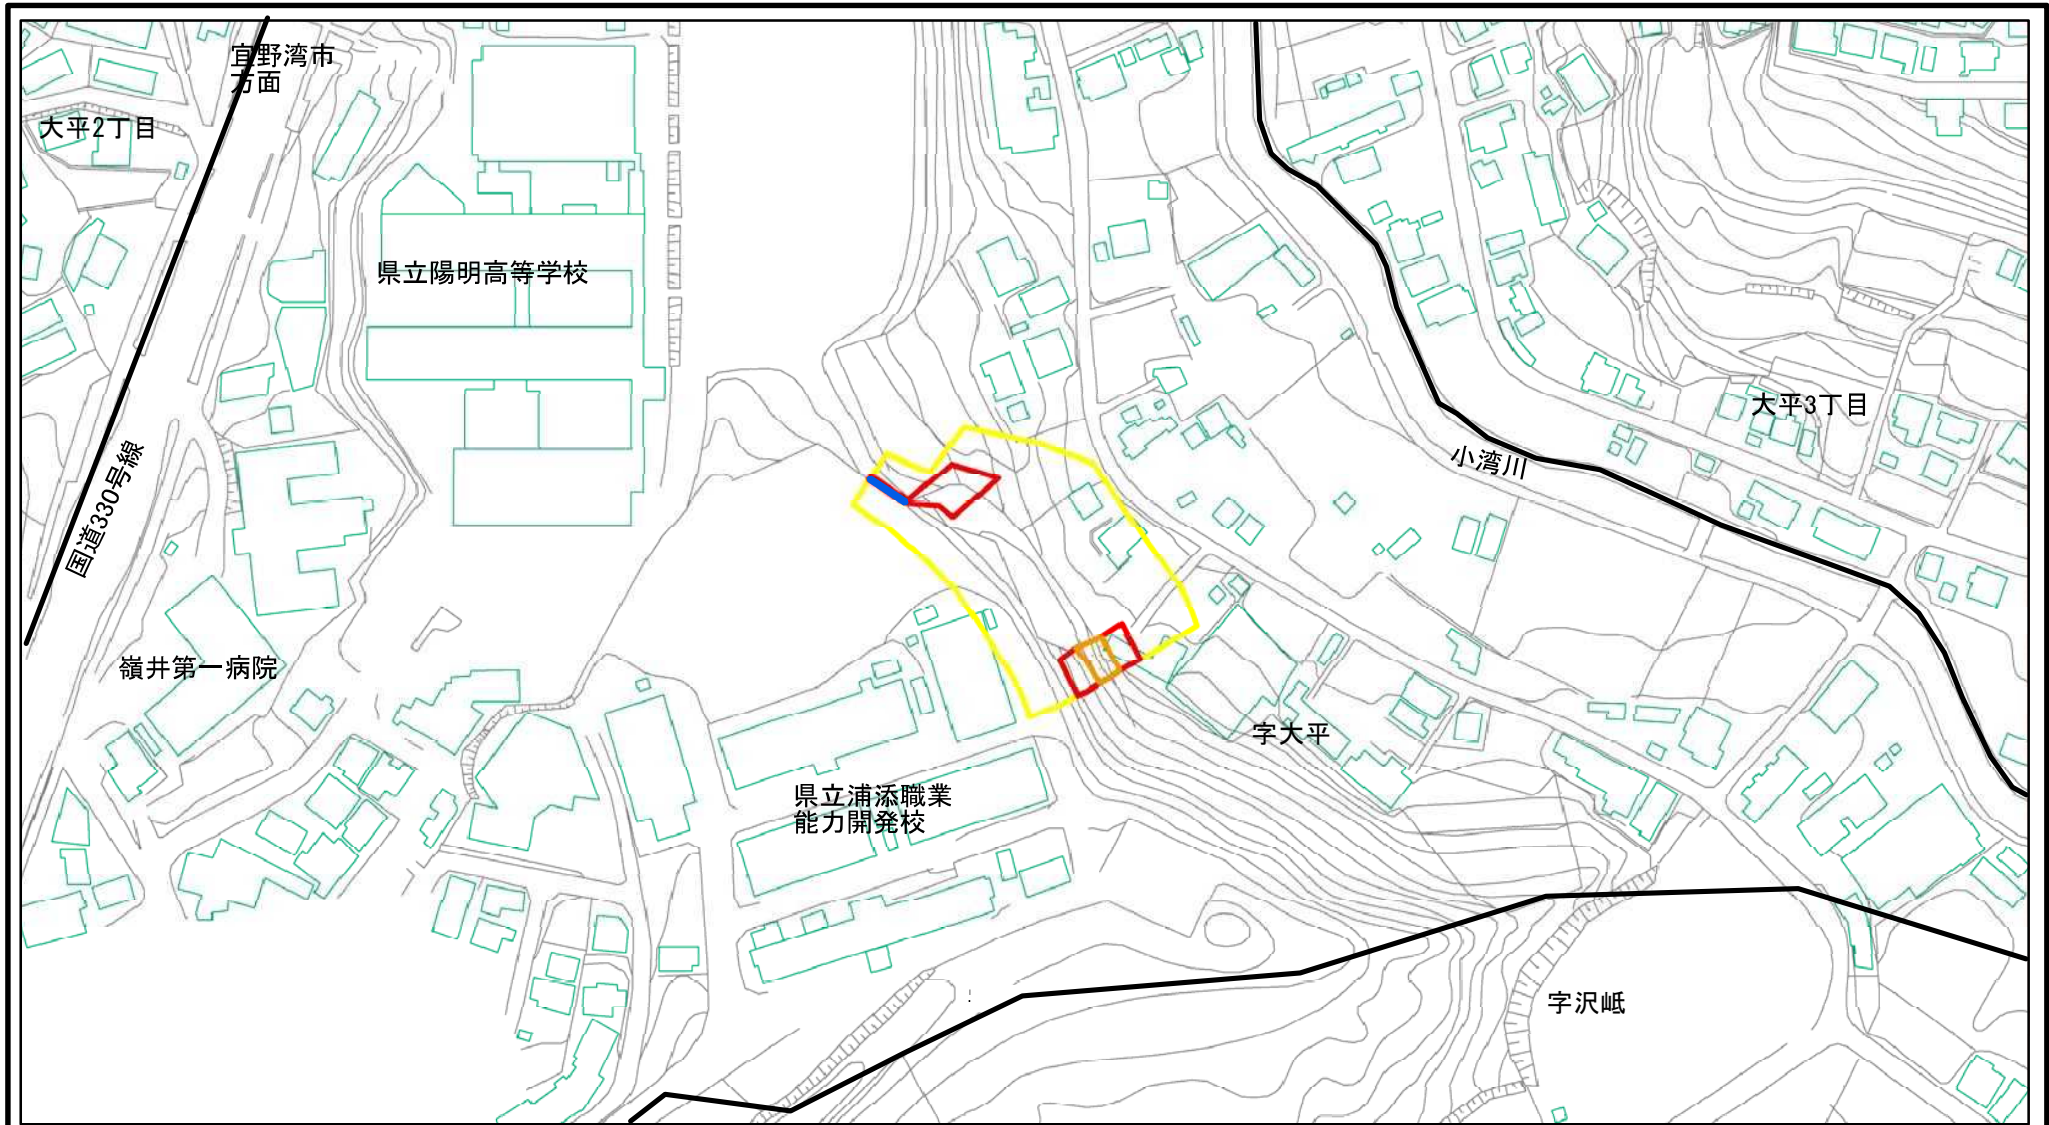 宜野湾市
方面
大平2丁目
県立陽明高等学校
大平3丁目
小湾川
国道330号線
嶺井第一病院
字大平
県立浦添職業
能力開発校
字沢岻